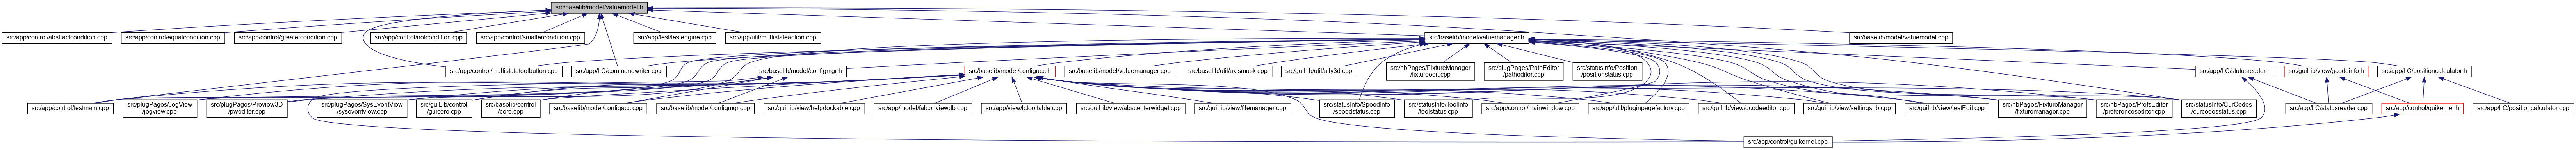 src/baselib/model/valuemodel.h
src/app/control/abstractcondition.cpp
src/app/control/equalcondition.cpp
src/app/control/greatercondition.cpp
src/app/control/notcondition.cpp
src/app/control/smallercondition.cpp
src/app/test/testengine.cpp
src/app/util/multistateaction.cpp
src/baselib/model/valuemanager.h
src/baselib/model/valuemodel.cpp
src/app/control/multistatetoolbutton.cpp
src/app/LC/commandwriter.cpp
src/baselib/model/configmgr.h
src/baselib/model/configacc.h
src/baselib/model/valuemanager.cpp
src/baselib/util/axismask.cpp
src/guiLib/util/ally3d.cpp
src/nbPages/FixtureManager
/fixtureedit.cpp
src/plugPages/PathEditor
/patheditor.cpp
src/statusInfo/Position
/positionstatus.cpp
src/app/LC/statusreader.h
src/guiLib/view/gcodeinfo.h
src/app/LC/positioncalculator.h
src/app/control/testmain.cpp
src/plugPages/JogView
/jogview.cpp
src/plugPages/Preview3D
/pweditor.cpp
src/plugPages/SysEventView
/syseventview.cpp
src/guiLib/control
/guicore.cpp
src/baselib/control
/core.cpp
src/baselib/model/configacc.cpp
src/baselib/model/configmgr.cpp
src/guiLib/view/helpdockable.cpp
src/app/model/falconviewdb.cpp
src/app/view/lctooltable.cpp
src/guiLib/view/abscenterwidget.cpp
src/guiLib/view/filemanager.cpp
src/statusInfo/SpeedInfo
/speedstatus.cpp
src/statusInfo/ToolInfo
/toolstatus.cpp
src/app/control/mainwindow.cpp
src/app/util/pluginpagefactory.cpp
src/guiLib/view/gcodeeditor.cpp
src/guiLib/view/settingsnb.cpp
src/guiLib/view/testEdit.cpp
src/nbPages/FixtureManager
/fixturemanager.cpp
src/nbPages/PrefsEditor
/preferenceseditor.cpp
src/statusInfo/CurCodes
/curcodesstatus.cpp
src/app/LC/statusreader.cpp
src/app/control/guikernel.h
src/app/LC/positioncalculator.cpp
src/app/control/guikernel.cpp